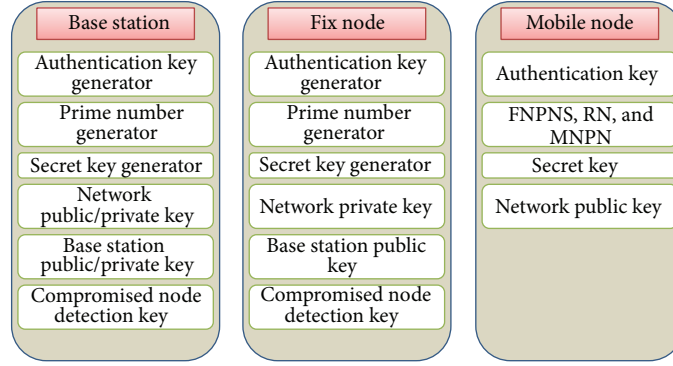 Base station
Authentication key
generator
Prime number
generator
Secret key generator
Network
public/private key
Base station
public/private key
Compromised node
detection key
Fix node
Authentication key
generator
Prime number
generator
Secret key generator
Network private key
Base station public
key
Compromised node
detection key
Mobile node
Authentication key
FNPNS, RN, and
MNPN
Secret key
Network public key